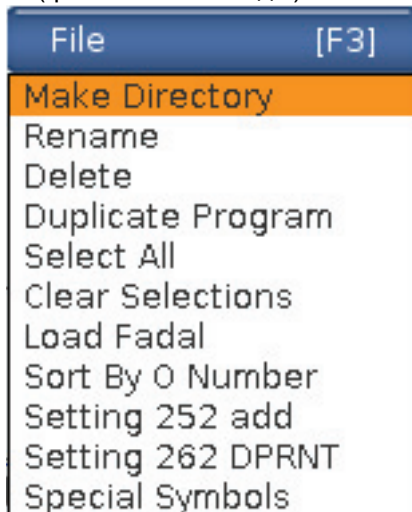 File [F3]
Make Directory
Rename
Delete
Duplicate Program
Select All
Clear Selections
Load Fadal
Sort By O Number
Setting 252 add
Setting 262 DPRNT
Special Symbols